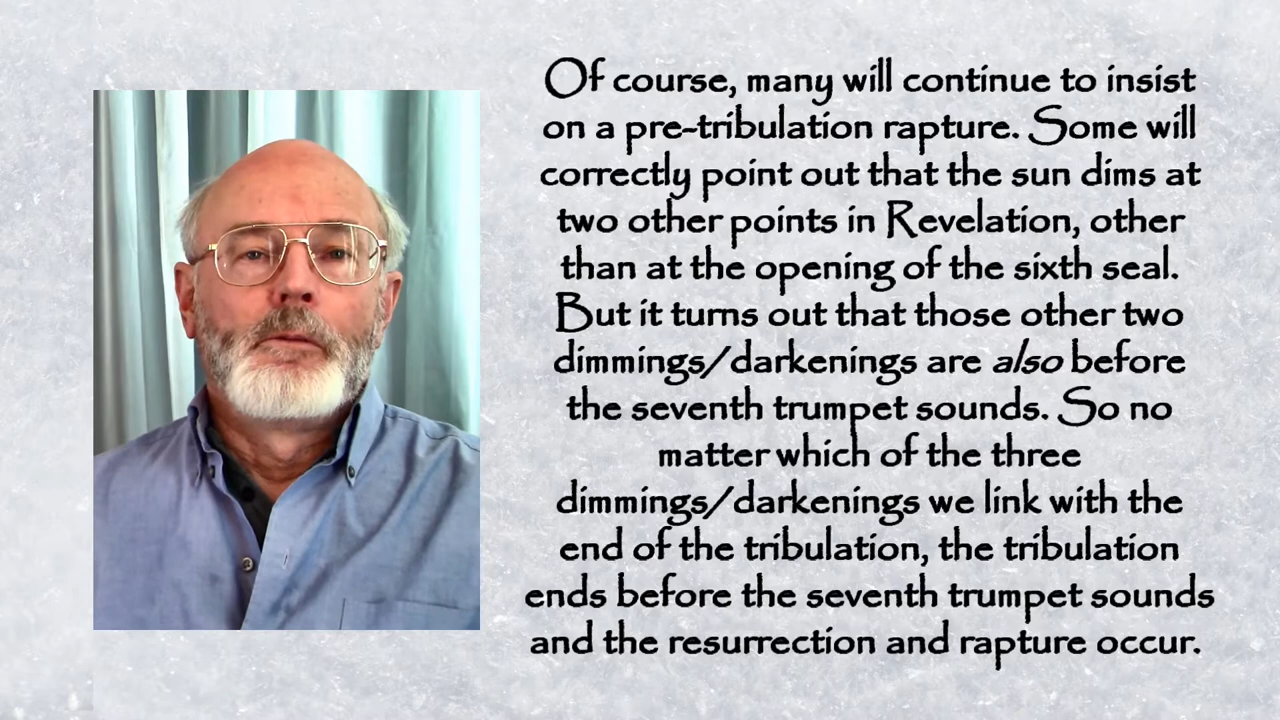 Of course, many will continue to insist
on a pre-tribulation rapture. Some will
correctly point out that the sun dims at
two other points in Revelation, other
than at the opening of the sixth seal.
But it turns out that those other two
dimmings/darkenings are also before
the seventh trumpet sounds. So no
matter which of the three
dimmings/darkenings we link with the
end of the tribulation, the tribulation
ends before the seventh trumpet sounds
and the resurrection and rapture occur.